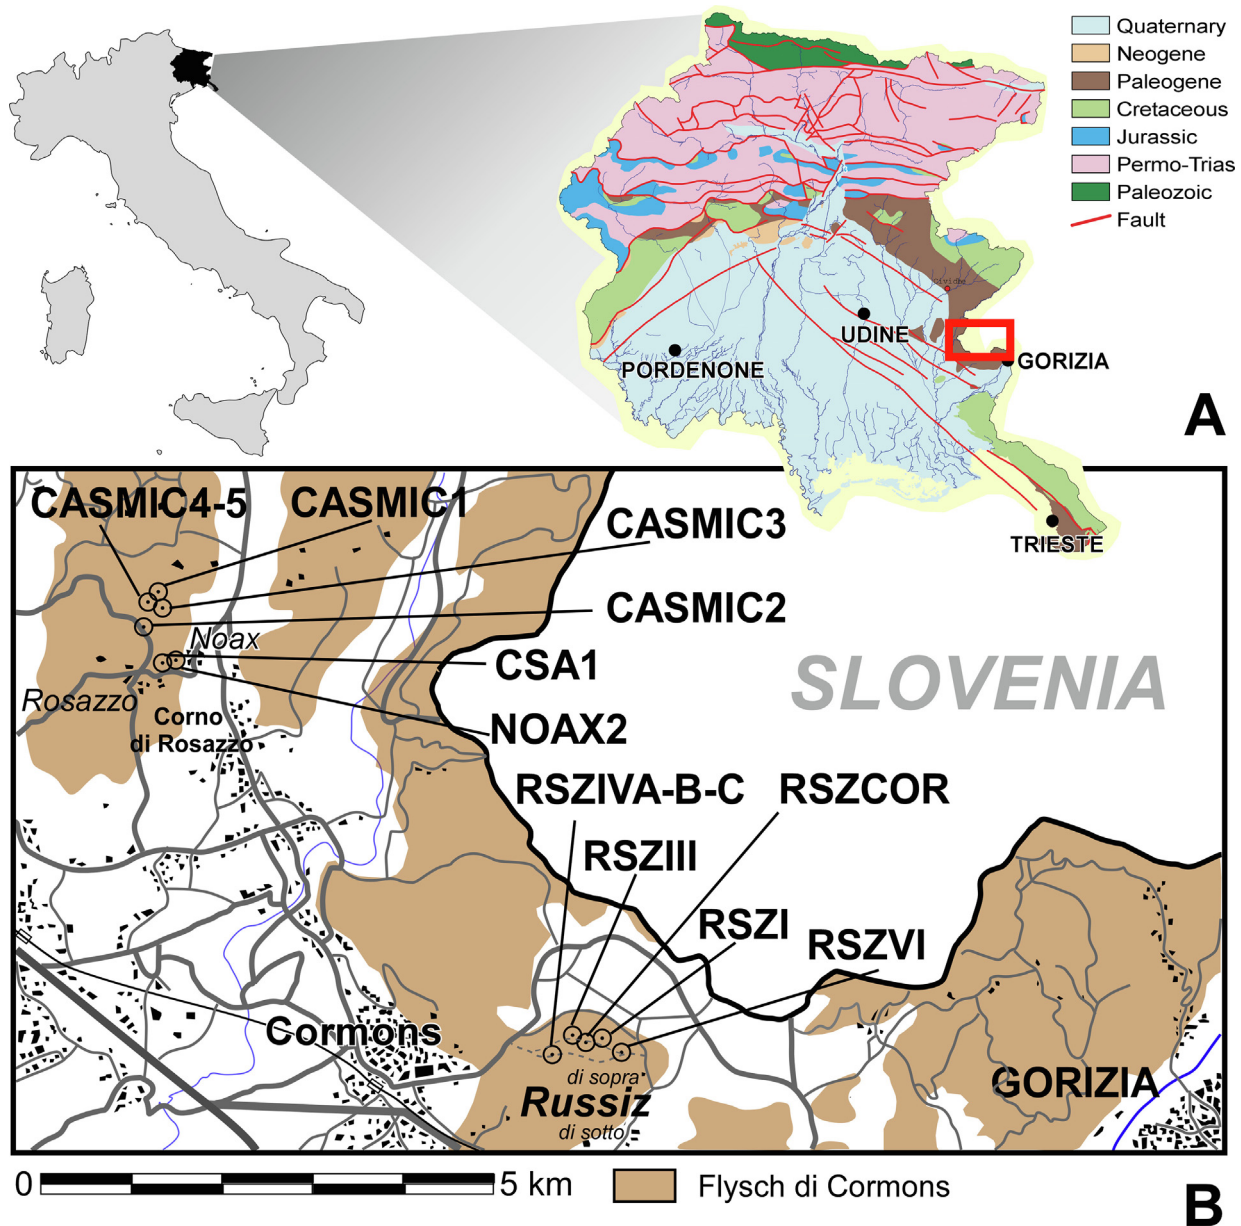 Quaternary
Neogene
Paleogene
Cretaceous
Jurassic
Permo-Trias
Paleozoic
Fault
Cividale
UDINE
PORDENONE
GORIZIA
TRIESTE
A
CASMIC4-5
CASMIC1
CASMIC3
CASMIC2
Noax
CSA1
Rosazzo
Corno
di Rosazzo
NOAX2
SLOVENIA
RSZIVA-B-C
RSZCOR
RSZIII
RSZI
RSZVI
Cormons
di sopra
Russiz
di sotto
GORIZIA
0
5 km
Flysch di Cormons
B